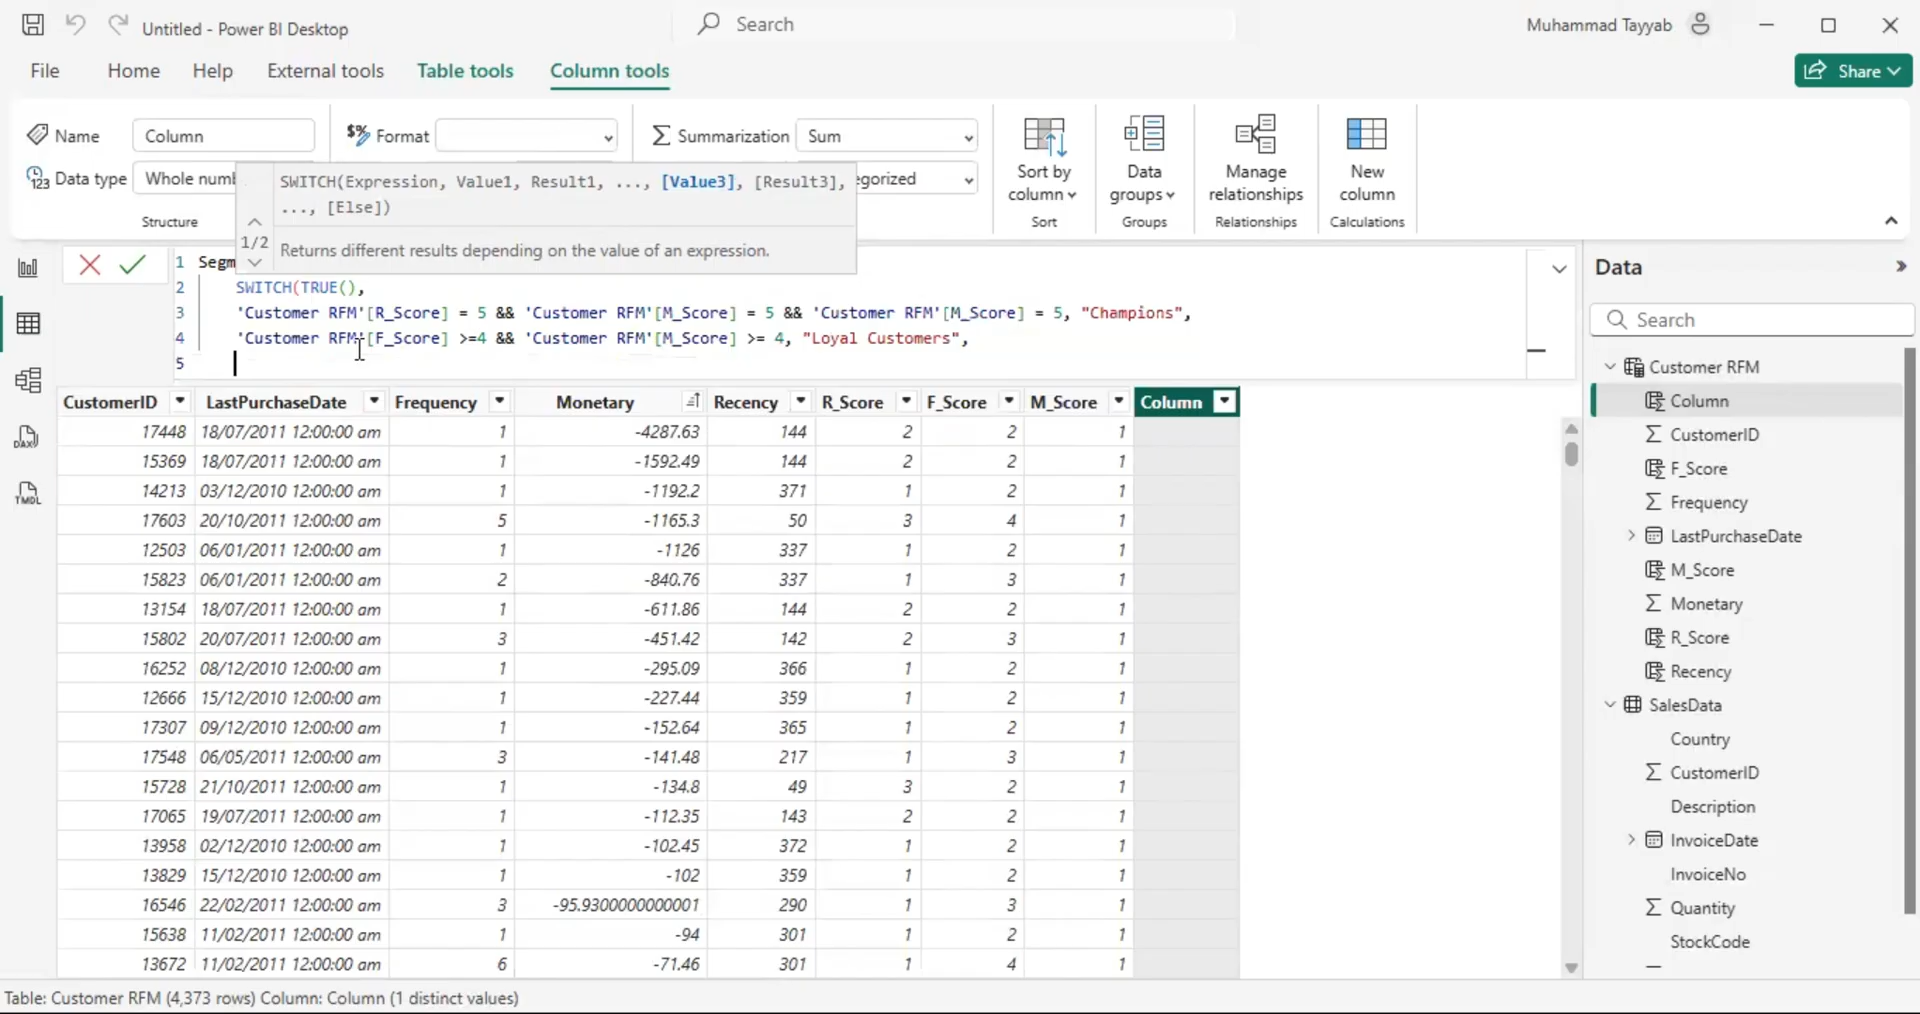 Untitled - Power BI Desktop
Search
Muhammad Tayyab
File Home Help External tools Table tools Column tools
Share
Name Column
$% Format
Σ Summarization Sum
123 Data type Whole numb
egorized
Sort by column
Data groups
Manage relationships
New column
Structure
Sort
Groups
Relationships
Calculations
SWITCH(Expression, Value1, Result1, ..., [Value3], [Result3],
..., [Else])
1/2
Returns different results depending on the value of an expression.
1 Segm
2 SWITCH(TRUE(),
3 'Customer RFM'[R_Score] = 5 && 'Customer RFM'[M_Score] = 5 && 'Customer RFM'[M_Score] = 5, "Champions",
4 'Customer RFM'[F_Score] >=4 && 'Customer RFM'[M_Score] >= 4, "Loyal Customers",
5
CustomerID LastPurchaseDate Frequency Monetary Recency R_Score F_Score M_Score Column
17448 18/07/2011 12:00:00 am 1 -4287.63 144 2 2 1
15369 18/07/2011 12:00:00 am 1 -1592.49 144 2 2 1
14213 03/12/2010 12:00:00 am 1 -1192.2 371 1 2 1
17603 20/10/2011 12:00:00 am 5 -1165.3 50 3 4 1
12503 06/01/2011 12:00:00 am 1 -1126 337 1 2 1
15823 06/01/2011 12:00:00 am 2 -840.76 337 1 3 1
13154 18/07/2011 12:00:00 am 1 -611.86 144 2 2 1
15802 20/07/2011 12:00:00 am 3 -451.42 142 2 3 1
16252 08/12/2010 12:00:00 am 1 -295.09 366 1 2 1
12666 15/12/2010 12:00:00 am 1 -227.44 359 1 2 1
17307 09/12/2010 12:00:00 am 1 -152.64 365 1 2 1
17548 06/05/2011 12:00:00 am 3 -141.48 217 1 3 1
15728 21/10/2011 12:00:00 am 1 -134.8 49 3 2 1
17065 19/07/2011 12:00:00 am 1 -112.35 143 2 2 1
13958 02/12/2010 12:00:00 am 1 -102.45 372 1 2 1
13829 15/12/2010 12:00:00 am 1 -102 359 1 2 1
16546 22/02/2011 12:00:00 am 3 -95.9300000000001 290 1 3 1
15638 11/02/2011 12:00:00 am 1 -94 301 1 2 1
13672 11/02/2011 12:00:00 am 6 -71.46 301 1 4 1
DAX
TMDL
Data
Search
Customer RFM
Column
Σ CustomerID
F_Score
Σ Frequency
LastPurchaseDate
M_Score
Σ Monetary
R_Score
Recency
SalesData
Country
Σ CustomerID
Description
InvoiceDate
InvoiceNo
Σ Quantity
StockCode
Table: Customer RFM (4,373 rows) Column: Column (1 distinct values)